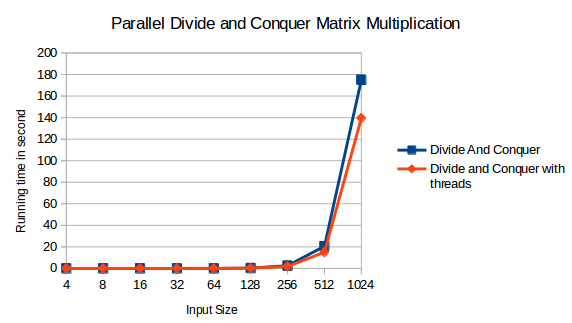 Parallel Divide and Conquer Matrix Multiplication
200
180
160
140
120
100
80
60
40
20
0
Running time in second
4 8 16 32 64 128 256 512 1024
Input Size
Divide And Conquer
Divide and Conquer with
threads